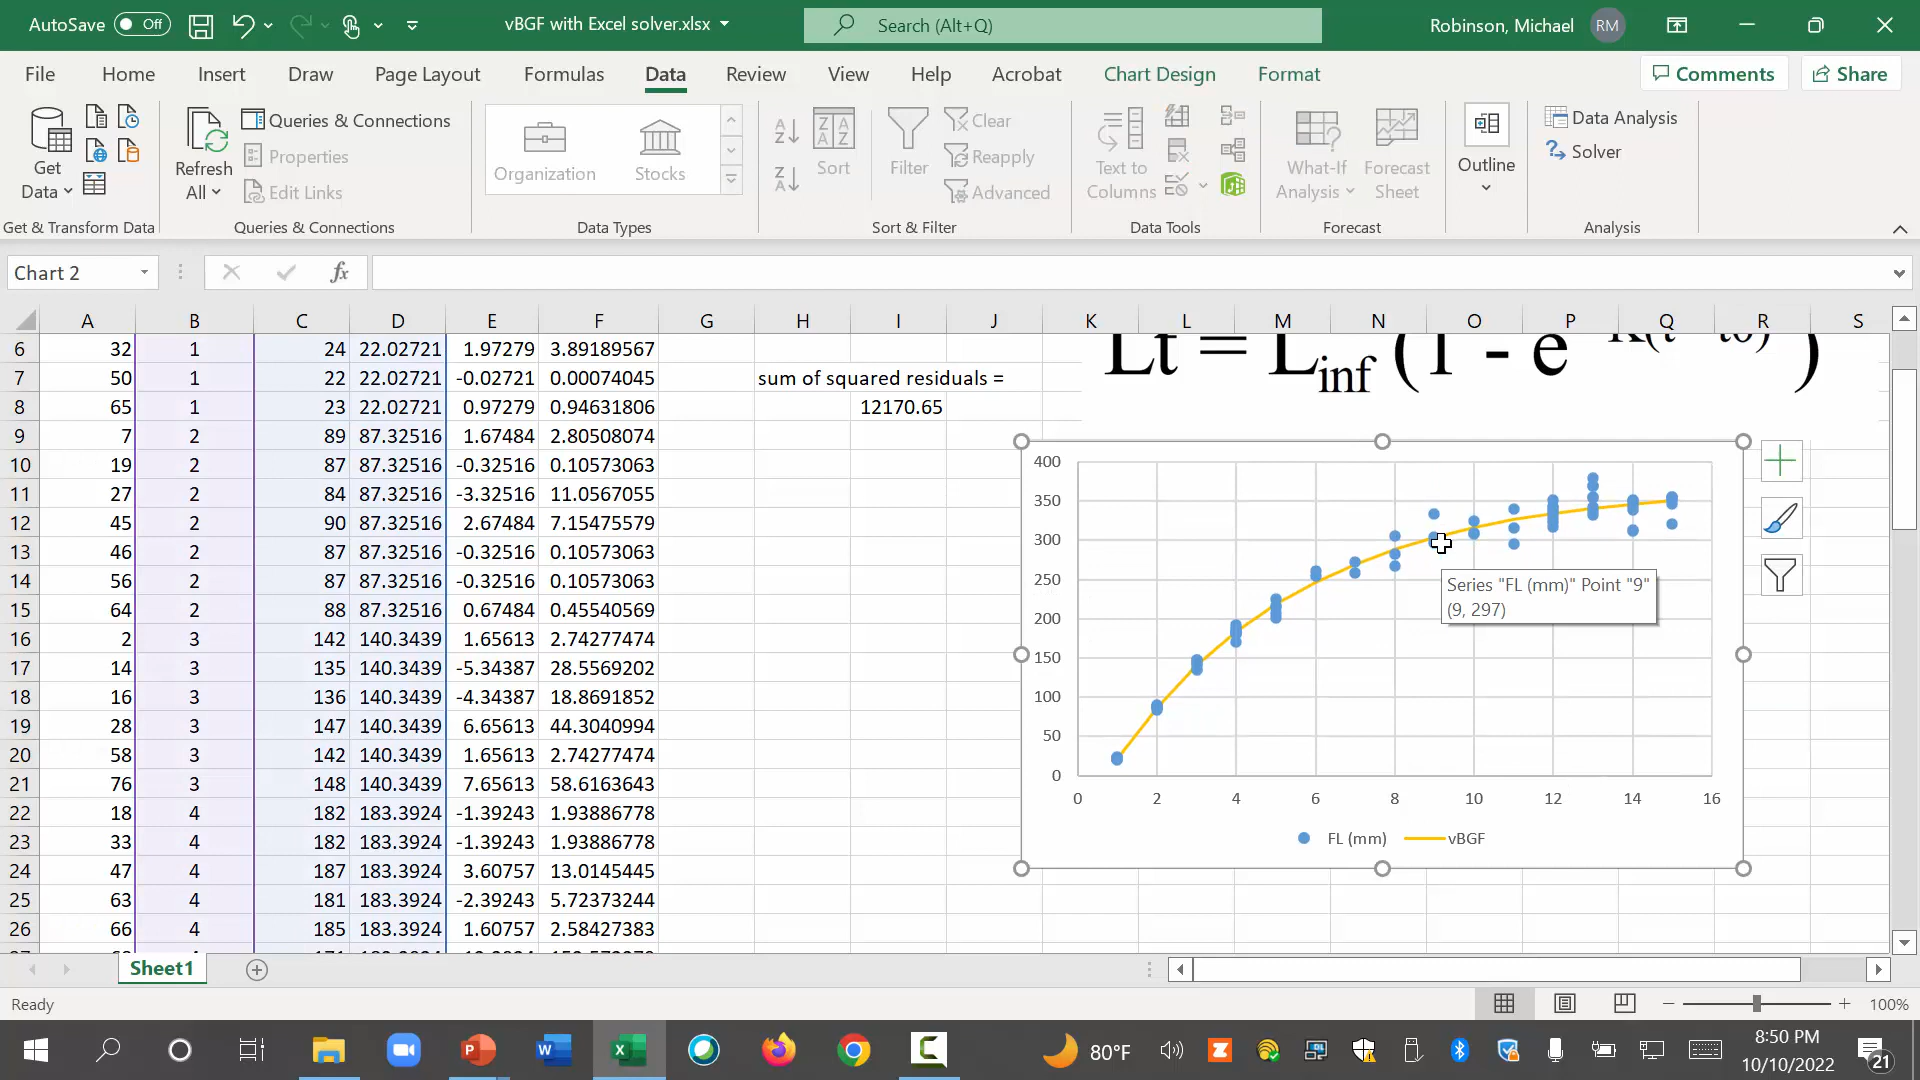 AutoSave Off vBGF with Excel solver.xlsx Search (Alt+Q) Robinson, Michael RM
File Home Insert Draw Page Layout Formulas Data Review View Help Acrobat Chart Design Format Comments Share
Get Data
Refresh All
Queries & Connections
Properties
Edit Links
Organization Stocks
Sort
Filter
Clear
Reapply
Advanced
Text to Columns
What-If Analysis
Forecast Sheet
Outline
Data Analysis
Solver
Get & Transform Data Queries & Connections Data Types Sort & Filter Data Tools Forecast Analysis
Chart 2 fx
A B C D E F G H I J K L M N O P Q R S
6 32 1 24 22.02721 1.97279 3.89189567
7 50 1 22 22.02721 -0.02721 0.00074045 sum of squared residuals =
8 65 1 23 22.02721 0.97279 0.94631806 12170.65
9 7 2 89 87.32516 1.67484 2.80508074
10 19 2 87 87.32516 -0.32516 0.10573063
11 27 2 84 87.32516 -3.32516 11.0567055
12 45 2 90 87.32516 2.67484 7.15475579
13 46 2 87 87.32516 -0.32516 0.10573063
14 56 2 87 87.32516 -0.32516 0.10573063
15 64 2 88 87.32516 0.67484 0.45540569
16 2 3 142 140.3439 1.65613 2.74277474
17 14 3 135 140.3439 -5.34387 28.5569202
18 16 3 136 140.3439 -4.34387 18.8691852
19 28 3 147 140.3439 6.65613 44.3040994
20 58 3 142 140.3439 1.65613 2.74277474
21 76 3 148 140.3439 7.65613 58.6163643
22 18 4 182 183.3924 -1.39243 1.93886778
23 33 4 182 183.3924 -1.39243 1.93886778
24 47 4 187 183.3924 3.60757 13.0145445
25 63 4 181 183.3924 -2.39243 5.72373244
26 66 4 185 183.3924 1.60757 2.58427383
Lt = Linf (1 - e -K(t - to) )
400
350
300
250
200
150
100
50
0
0 2 4 6 8 10 12 14 16
Series "FL (mm)" Point "9"
(9, 297)
FL (mm) vBGF
Sheet1
Ready 100%
80°F
8:50 PM
10/10/2022
21